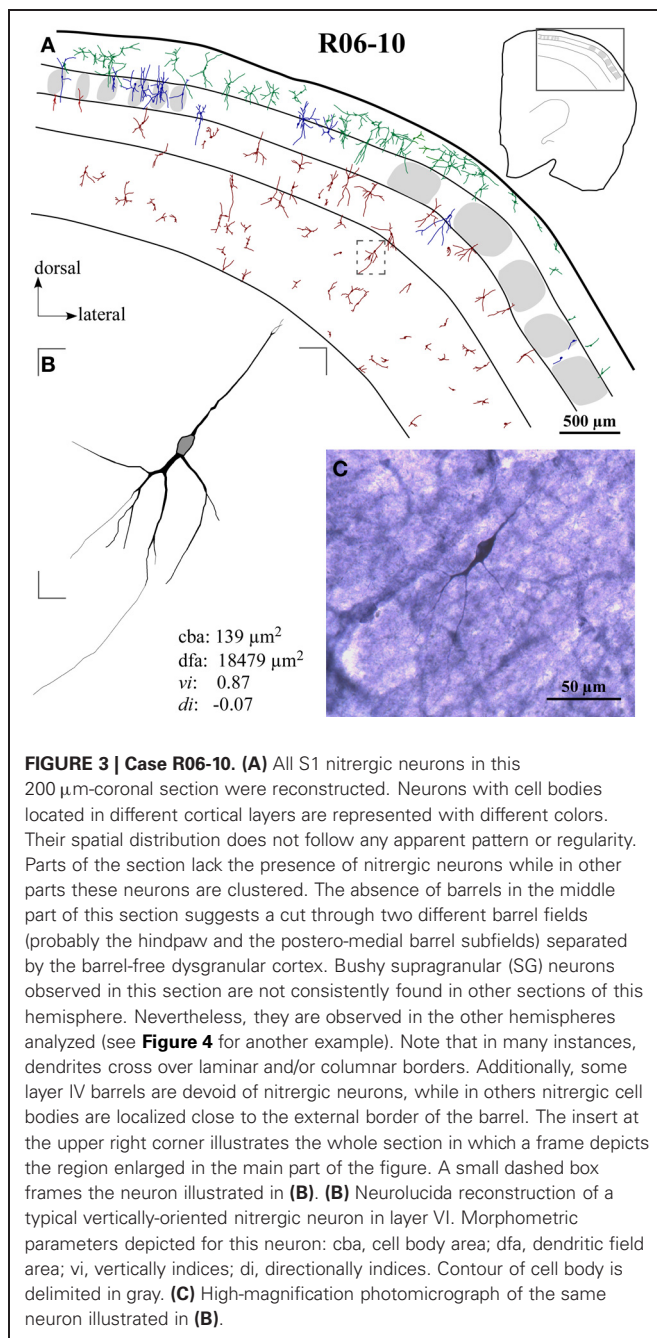 A
R06-10
dorsal
lateral
500 µm
B
cba: 139 µm²
dfa: 18479 µm²
vi: 0.87
di: -0.07
C
50 µm
FIGURE 3 | Case R06-10. (A) All S1 nitrergic neurons in this
200 µm-coronal section were reconstructed. Neurons with cell bodies
located in different cortical layers are represented with different colors.
Their spatial distribution does not follow any apparent pattern or regularity.
Parts of the section lack the presence of nitrergic neurons while in other
parts these neurons are clustered. The absence of barrels in the middle
part of this section suggests a cut through two different barrel fields
(probably the hindpaw and the postero-medial barrel subfields) separated
by the barrel-free dysgranular cortex. Bushy supragranular (SG) neurons
observed in this section are not consistently found in other sections of this
hemisphere. Nevertheless, they are observed in the other hemispheres
analyzed (see Figure 4 for another example). Note that in many instances,
dendrites cross over laminar and/or columnar borders. Additionally, some
layer IV barrels are devoid of nitrergic neurons, while in others nitrergic cell
bodies are localized close to the external border of the barrel. The insert at
the upper right corner illustrates the whole section in which a frame depicts
the region enlarged in the main part of the figure. A small dashed box
frames the neuron illustrated in (B). (B) Neurolucida reconstruction of a
typical vertically-oriented nitrergic neuron in layer VI. Morphometric
parameters depicted for this neuron: cba, cell body area; dfa, dendritic field
area; vi, vertically indices; di, directionally indices. Contour of cell body is
delimited in gray. (C) High-magnification photomicrograph of the same
neuron illustrated in (B).